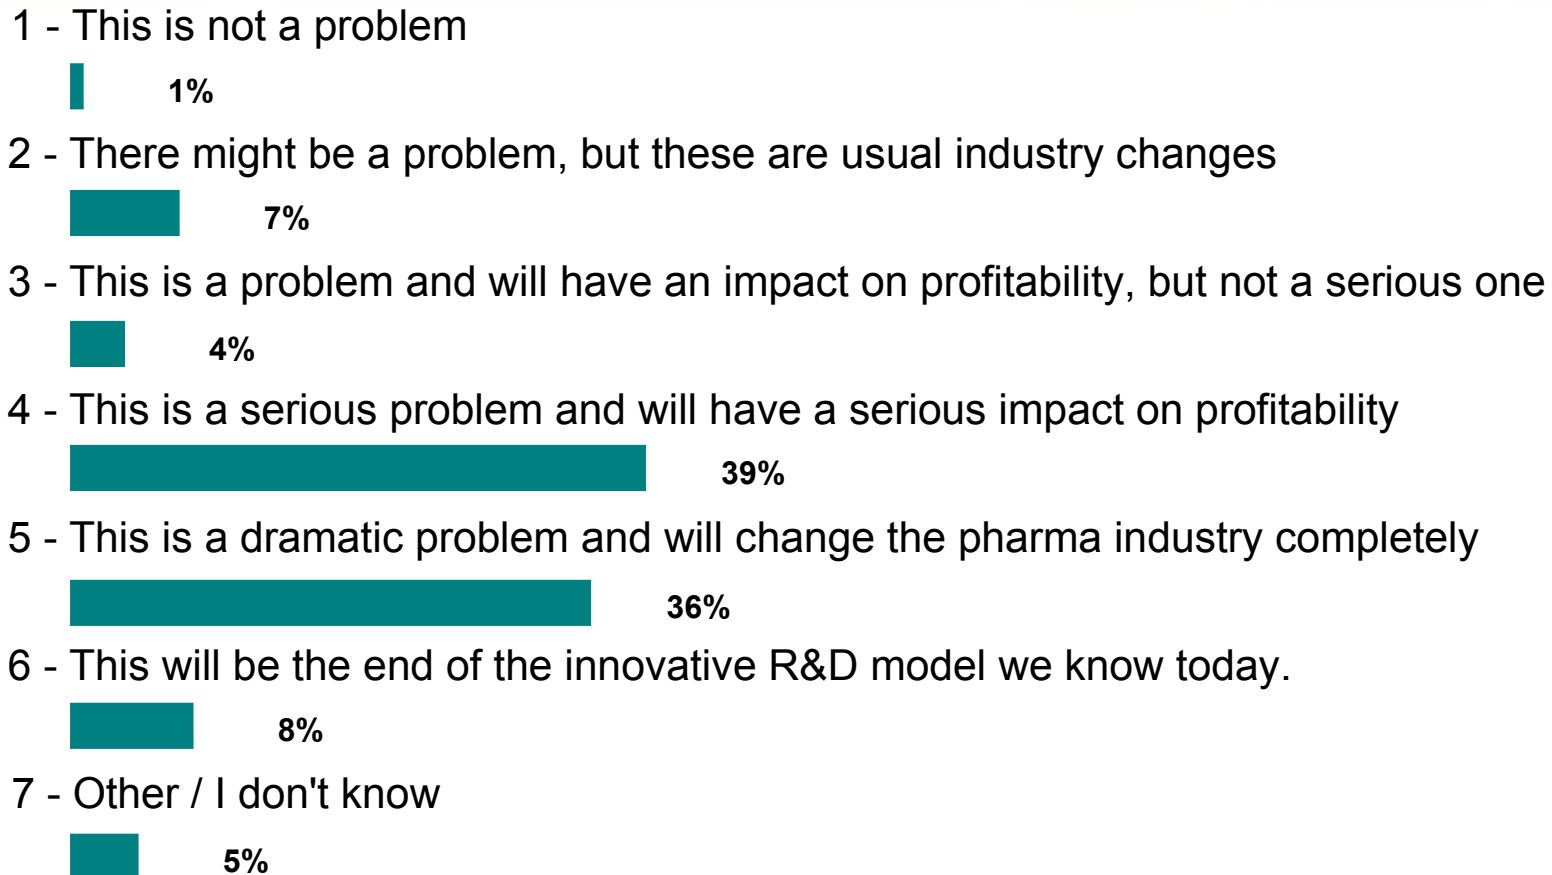 1 - This is not a problem
1%
2 - There might be a problem, but these are usual industry changes
7%
3 - This is a problem and will have an impact on profitability, but not a serious one
4%
4 - This is a serious problem and will have a serious impact on profitability
39%
5 - This is a dramatic problem and will change the pharma industry completely
36%
6 - This will be the end of the innovative R&D model we know today.
8%
7 - Other / I don't know
5%